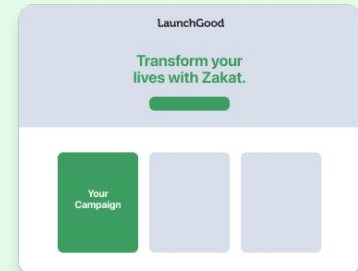 LaunchGood
Transform your
lives with Zakat.
Your
Campaign